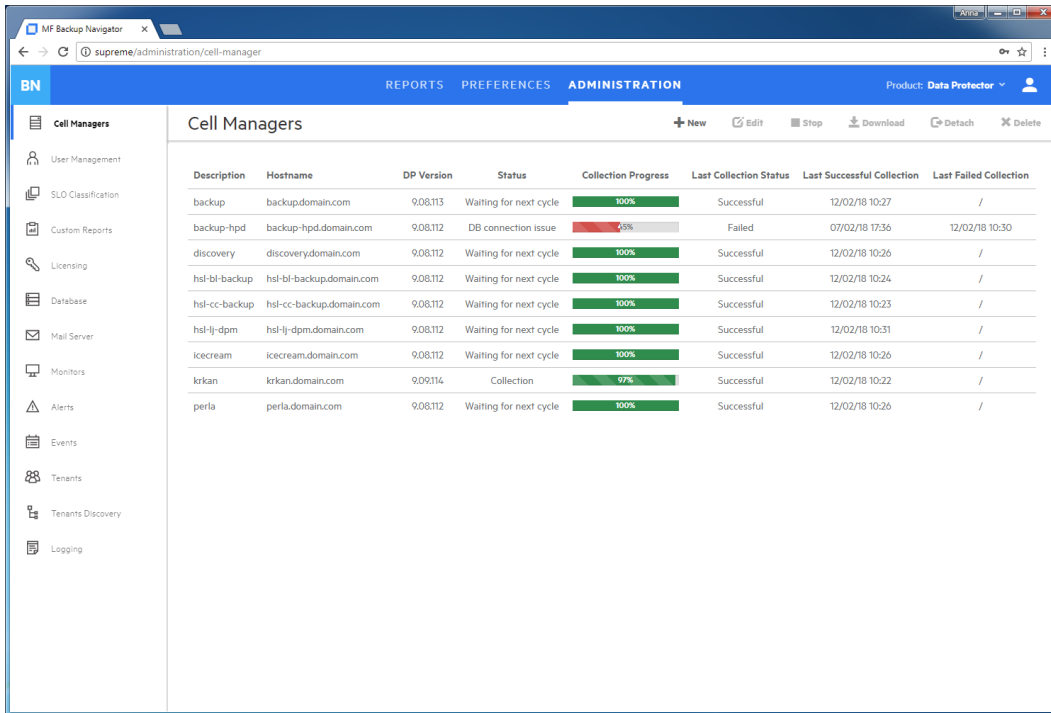 Anna
MF Backup Navigator
supreme/administration/cell-manager
BN REPORTS PREFERENCES ADMINISTRATION Product: Data Protector
Cell Managers
User Management
SLO Classification
Custom Reports
Licensing
Database
Mail Server
Monitors
Alerts
Events
Tenants
Tenants Discovery
Logging
Cell Managers New Edit Stop Download Detach Delete
Description Hostname DP Version Status Collection Progress Last Collection Status Last Successful Collection Last Failed Collection
backup backup.domain.com 9.08.113 Waiting for next cycle 100% Successful 12/02/18 10:27 /
backup-hpd backup-hpd.domain.com 9.08.112 DB connection issue Failed 07/02/18 17:36 12/02/18 10:30
discovery discovery.domain.com 9.08.112 Waiting for next cycle 100% Successful 12/02/18 10:26 /
hsl-bl-backup hsl-bl-backup.domain.com 9.08.112 Waiting for next cycle 100% Successful 12/02/18 10:24 /
hsl-cc-backup hsl-cc-backup.domain.com 9.08.112 Waiting for next cycle 100% Successful 12/02/18 10:23 /
hsl-lj-dpm hsl-lj-dpm.domain.com 9.08.112 Waiting for next cycle 100% Successful 12/02/18 10:31 /
icecream icecream.domain.com 9.08.112 Waiting for next cycle 100% Successful 12/02/18 10:26 /
krkan krkan.domain.com 9.09.114 Collection 97% Successful 12/02/18 10:22 /
perla perla.domain.com 9.08.112 Waiting for next cycle 100% Successful 12/02/18 10:26 /